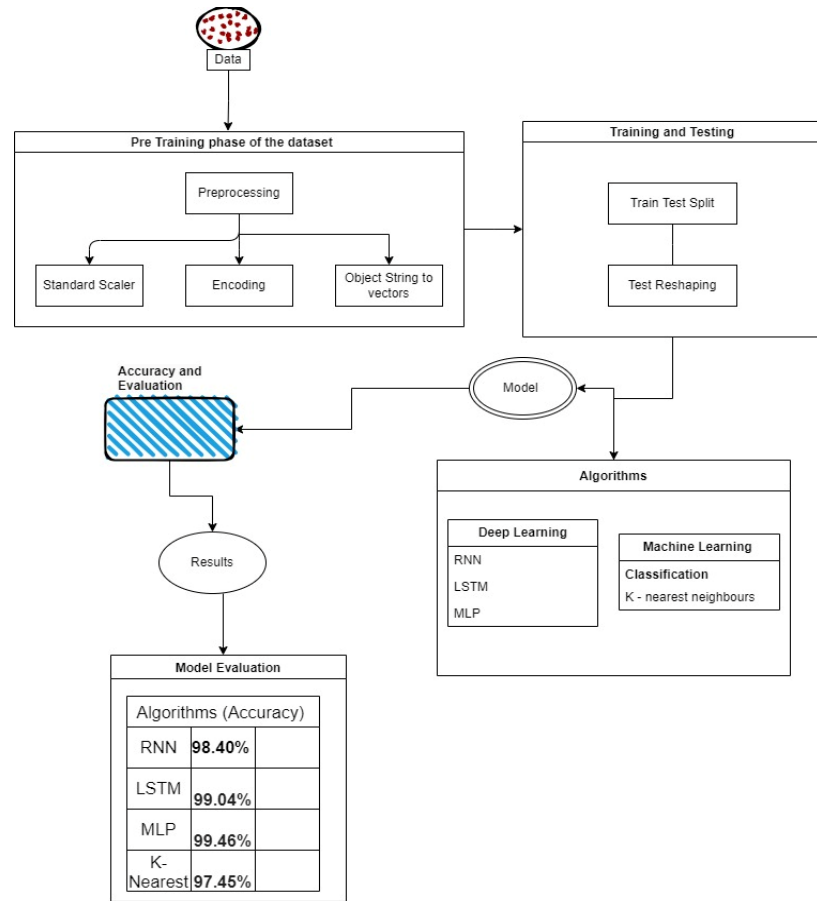 Data
Pre Training phase of the dataset
Preprocessing
Standard Scaler
Encoding
Object String to
vectors
Training and Testing
Train Test Split
Test Reshaping
Model
Accuracy and
Evaluation
Algorithms
Deep Learning
RNN
LSTM
MLP
Machine Learning
Classification
K - nearest neighbours
Results
Model Evaluation
Algorithms (Accuracy)
RNN 98.40%
LSTM 99.04%
MLP 99.46%
K-
Nearest 97.45%